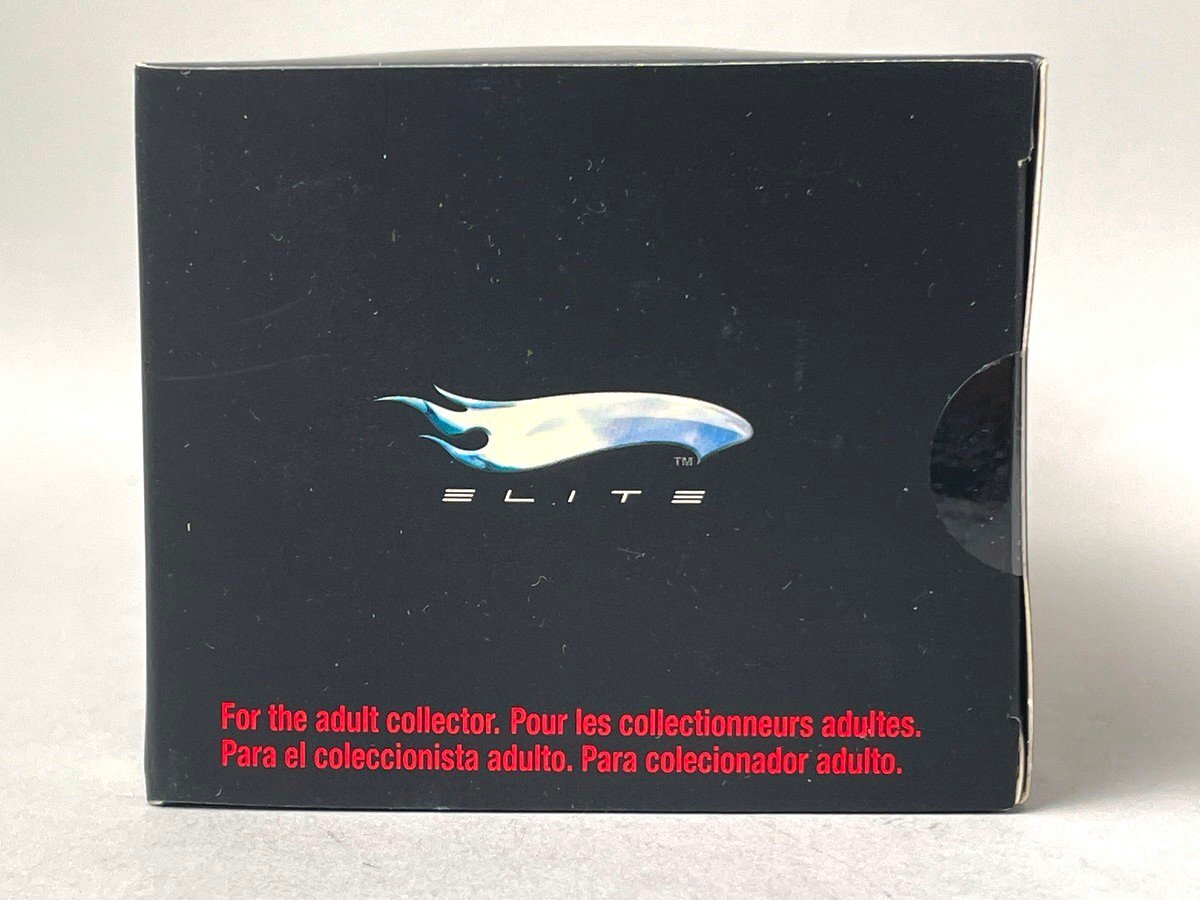 TM
ELITE
For the adult collector. Pour les collectionneurs adultes.
Para el coleccionista adulto. Para colecionador adulto.